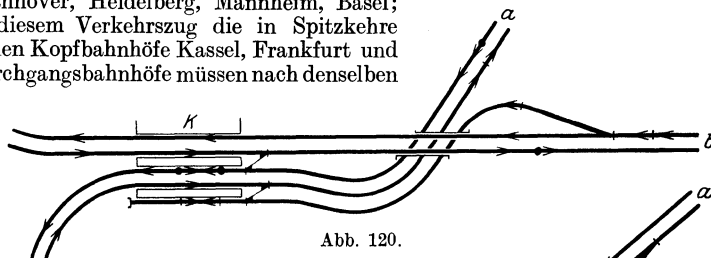 nnover, Heidelberg, Mannheim, Basel;
diesem Verkehrszug die in Spitzkehre
en Kopfbahnhöfe Kassel, Frankfurt und
rchgangsbahnhöfe müssen nach denselben
a
K
b
a
Abb. 120.